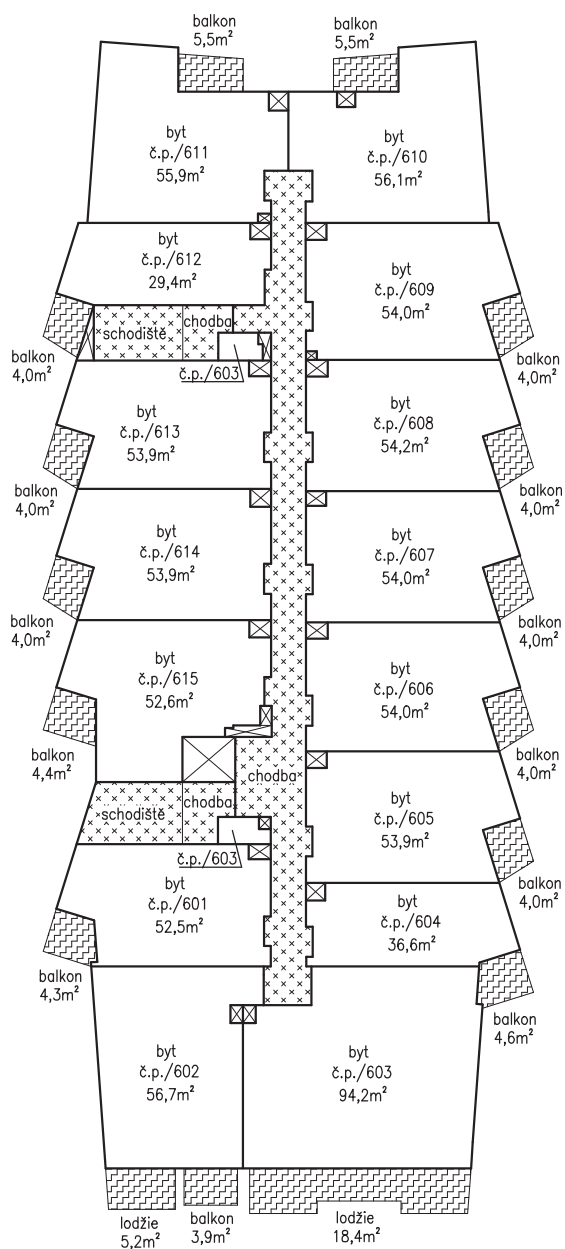 balkon
5,5m²
balkon
5,5m²
byt
č.p./611
55,9m²
byt
č.p./610
56,1m²
byt
č.p./612
29,4m²
byt
č.p./609
54,0m²
schodiště
chodba
balkon
4,0m²
č.p./603
balkon
4,0m²
byt
č.p./613
53,9m²
byt
č.p./608
54,2m²
balkon
4,0m²
balkon
4,0m²
byt
č.p./614
53,9m²
byt
č.p./607
54,0m²
balkon
4,0m²
balkon
4,0m²
byt
č.p./615
52,6m²
byt
č.p./606
54,0m²
balkon
4,4m²
chodba
balkon
4,0m²
schodiště
chodba
byt
č.p./605
53,9m²
č.p./603
balkon
4,0m²
byt
č.p./601
52,5m²
byt
č.p./604
36,6m²
balkon
4,3m²
balkon
4,6m²
byt
č.p./602
56,7m²
byt
č.p./603
94,2m²
lodžie
5,2m²
balkon
3,9m²
lodžie
18,4m²